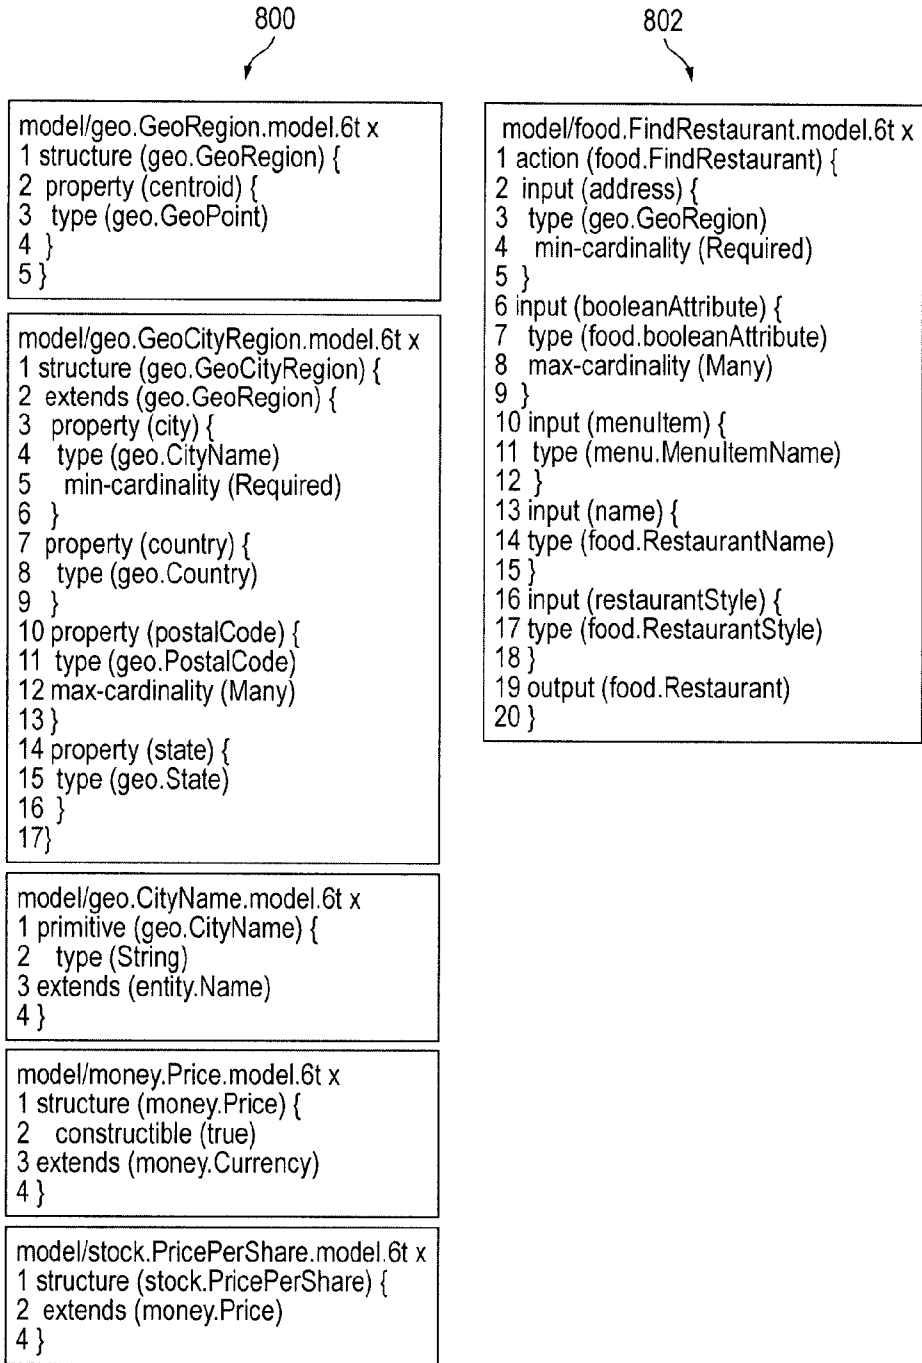 800
model/geo.GeoRegion.model.6t x
1 structure (geo.GeoRegion) {
2 property (centroid) {
3 type (geo.GeoPoint)
4 }
5 }
model/geo.GeoCityRegion.model.6t x
1 structure (geo.GeoCityRegion) {
2 extends (geo.GeoRegion) {
3 property (city) {
4 type (geo.CityName)
5 min-cardinality (Required)
6 }
7 property (country) {
8 type (geo.Country)
9 }
10 property (postalCode) {
11 type (geo.PostalCode)
12 max-cardinality (Many)
13 }
14 property (state) {
15 type (geo.State)
16 }
17}
model/geo.CityName.model.6t x
1 primitive (geo.CityName) {
2 type (String)
3 extends (entity.Name)
4 }
model/money.Price.model.6t x
1 structure (money.Price) {
2 constructible (true)
3 extends (money.Currency)
4 }
model/stock.PricePerShare.model.6t x
1 structure (stock.PricePerShare) {
2 extends (money.Price)
4 }
802
model/food.FindRestaurant.model.6t x
1 action (food.FindRestaurant) {
2 input (address) {
3 type (geo.GeoRegion)
4 min-cardinality (Required)
5 }
6 input (booleanAttribute) {
7 type (food.booleanAttribute)
8 max-cardinality (Many)
9 }
10 input (menuItem) {
11 type (menu.MenuItemName)
12 }
13 input (name) {
14 type (food.RestaurantName)
15 }
16 input (restaurantStyle) {
17 type (food.RestaurantStyle)
18 }
19 output (food.Restaurant)
20 }